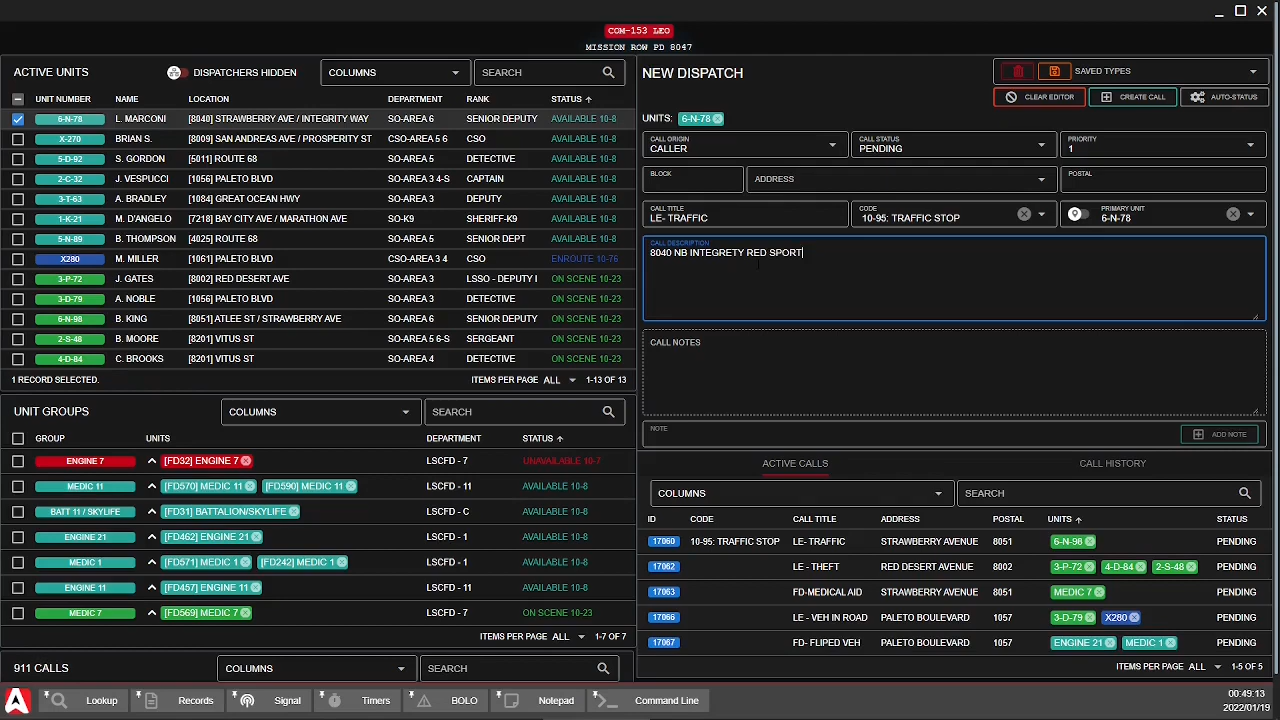 COM-153 LEO
MISSION ROW PD 8047
ACTIVE UNITS
DISPATCHERS HIDDEN
COLUMNS
SEARCH
UNIT NUMBER NAME LOCATION DEPARTMENT RANK STATUS
6-N-78 L. MARCONI [8040] STRAWBERRY AVE / INTEGRITY WAY SO-AREA 6 SENIOR DEPUTY AVAILABLE 10-8
X-270 BRIAN S. [8009] SAN ANDREAS AVE / PROSPERITY ST CSO-AREA 5 6 CSO AVAILABLE 10-8
5-D-92 S. GORDON [5011] ROUTE 68 SO-AREA 5 DETECTIVE AVAILABLE 10-8
2-C-32 J. VESPUCCI [1056] PALETO BLVD SO-AREA 3 4-S CAPTAIN AVAILABLE 10-8
3-T-63 A. BRADLEY [1084] GREAT OCEAN HWY SO-AREA 3 DEPUTY AVAILABLE 10-8
1-K-21 M. D'ANGELO [7218] BAY CITY AVE / MARATHON AVE SO-K9 SHERIFF-K9 AVAILABLE 10-8
5-N-89 B. THOMPSON [4025] ROUTE 68 SO-AREA 5 SENIOR DEPT AVAILABLE 10-8
X280 M. MILLER [1061] PALETO BLVD CSO-AREA 3 4 CSO ENROUTE 10-76
3-P-72 J. GATES [8002] RED DESERT AVE SO-AREA 3 LSSO - DEPUTY I ON SCENE 10-23
3-D-79 A. NOBLE [1056] PALETO BLVD SO-AREA 3 DETECTIVE ON SCENE 10-23
6-N-98 B. KING [8051] ATLEE ST / STRAWBERRY AVE SO-AREA 6 SENIOR DEPUTY ON SCENE 10-23
2-S-48 B. MOORE [8201] VITUS ST SO-AREA 5 6-S SERGEANT ON SCENE 10-23
4-D-84 C. BROOKS [8201] VITUS ST SO-AREA 4 DETECTIVE ON SCENE 10-23
1 RECORD SELECTED. ITEMS PER PAGE ALL 1-13 OF 13
UNIT GROUPS
COLUMNS
SEARCH
GROUP UNITS DEPARTMENT STATUS
ENGINE 7 [FD32] ENGINE 7 LSCFD - 7 UNAVAILABLE 10-7
MEDIC 11 [FD570] MEDIC 11 [FD590] MEDIC 11 LSCFD - 11 AVAILABLE 10-8
BATT 11 / SKYLIFE [FD31] BATTALION/SKYLIFE LSCFD - C AVAILABLE 10-8
ENGINE 21 [FD462] ENGINE 21 LSCFD - 1 AVAILABLE 10-8
MEDIC 1 [FD571] MEDIC 1 [FD242] MEDIC 1 LSCFD - 1 AVAILABLE 10-8
ENGINE 11 [FD457] ENGINE 11 LSCFD - 11 AVAILABLE 10-8
MEDIC 7 [FD569] MEDIC 7 LSCFD - 7 ON SCENE 10-23
ITEMS PER PAGE ALL 1-7 OF 7
911 CALLS
COLUMNS
SEARCH
NEW DISPATCH
SAVED TYPES
CLEAR EDITOR
CREATE CALL
AUTO-STATUS
UNITS: 6-N-78
CALL ORIGIN
CALLER
CALL STATUS
PENDING
PRIORITY
1
BLOCK
ADDRESS
POSTAL
CALL TITLE
LE- TRAFFIC
CODE
10-95: TRAFFIC STOP
PRIMARY UNIT
6-N-78
CALL DESCRIPTION
8040 NB INTEGRETY RED SPORT
CALL NOTES
NOTE
ADD NOTE
ACTIVE CALLS
CALL HISTORY
COLUMNS
SEARCH
ID CODE CALL TITLE ADDRESS POSTAL UNITS STATUS
17060 10-95: TRAFFIC STOP LE- TRAFFIC STRAWBERRY AVENUE 8051 6-N-98 PENDING
17062 LE - THEFT RED DESERT AVENUE 8002 3-P-72 4-D-84 2-S-48 PENDING
17063 FD-MEDICAL AID STRAWBERRY AVENUE 8051 MEDIC 7 PENDING
17066 LE - VEH IN ROAD PALETO BOULEVARD 1057 3-D-79 X280 PENDING
17067 FD- FLIPED VEH PALETO BOULEVARD 1057 ENGINE 21 MEDIC 1 PENDING
ITEMS PER PAGE ALL 1-5 OF 5
Lookup
Records
Signal
Timers
BOLO
Notepad
Command Line
00:49:13
2022/01/19